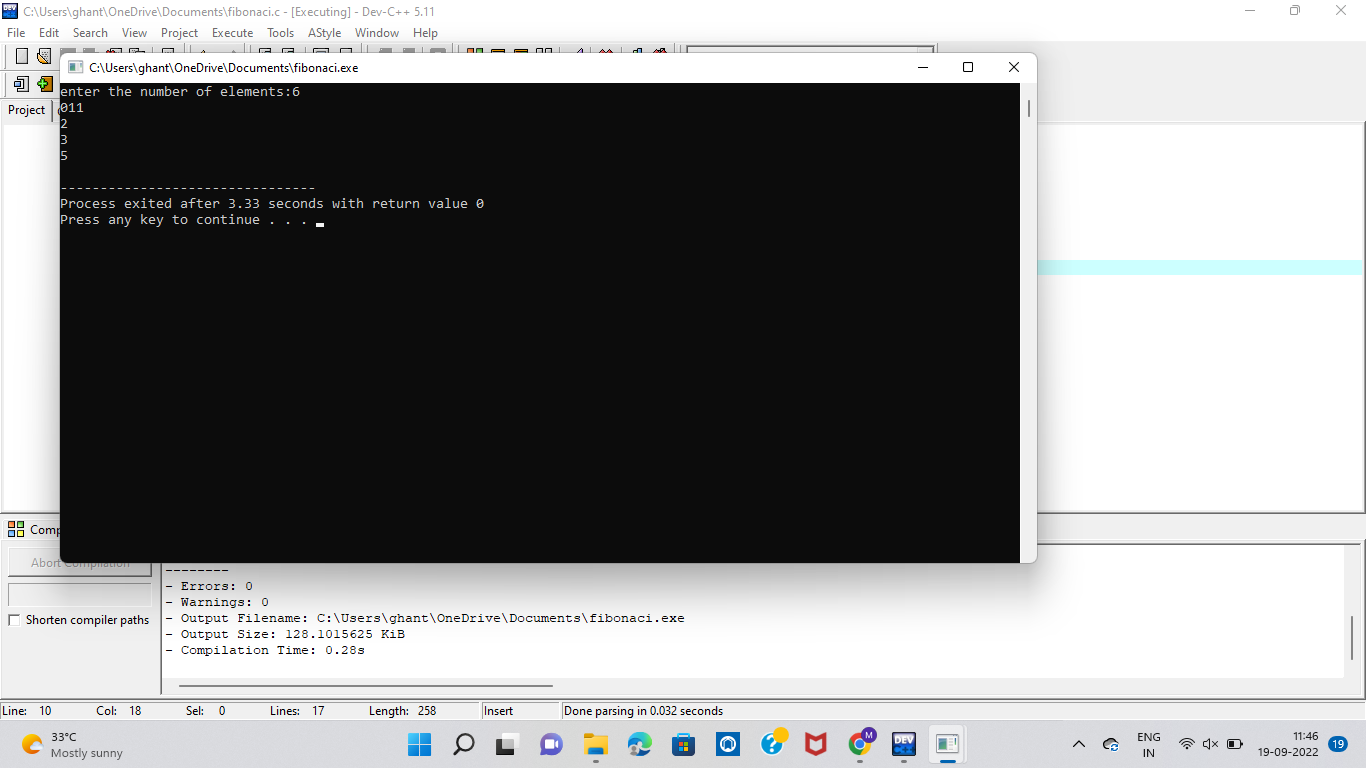 C:\Users\ghant\OneDrive\Documents\fibonaci.c - [Executing] - Dev-C++ 5.11
File Edit Search View Project Execute Tools AStyle Window Help
C:\Users\ghant\OneDrive\Documents\fibonaci.exe
Project
enter the number of elements:6
011
2
3
5
--------------------------------
Process exited after 3.33 seconds with return value 0
Press any key to continue . . .
Comp
Abort Compilation
Shorten compiler paths
--------
- Errors: 0
- Warnings: 0
- Output Filename: C:\Users\ghant\OneDrive\Documents\fibonaci.exe
- Output Size: 128.1015625 KiB
- Compilation Time: 0.28s
Line: 10 Col: 18 Sel: 0 Lines: 17 Length: 258 Insert Done parsing in 0.032 seconds
33°C
Mostly sunny
M
DEV
ENG
IN
11:46
19-09-2022
19